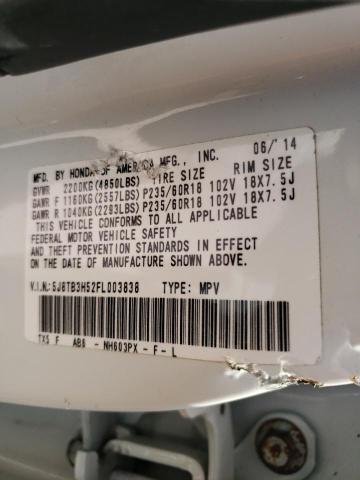 MFD. BY HONDA OF AMERICA MFG., INC. 06/14
GVWR 2200KG(4850LBS) TIRE SIZE RIM SIZE
GAWR F 1160KG(2557LBS) P235/60R18 102V 18X7.5J
GAWR R 1040KG(2293LBS) P235/60R18 102V 18X7.5J
THIS VEHICLE CONFORMS TO ALL APPLICABLE
FEDERAL MOTOR VEHICLE SAFETY
AND THEFT PREVENTION STANDARDS IN EFFECT
ON THE DATE OF MANUFACTURE SHOWN ABOVE.
V.I.N.:5J8TB3H52FL003838 TYPE: MPV
TX5 F AB6 - NH603PX - F - L